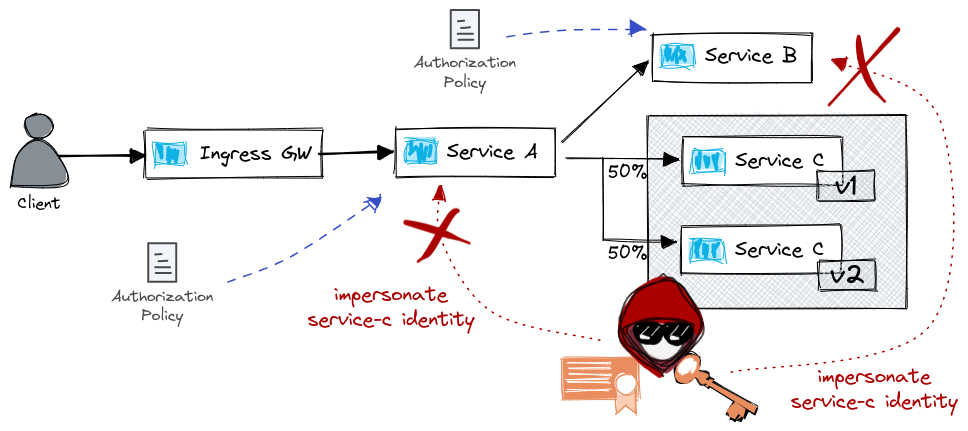 Authorization
Policy
Service B
Ingress GW
Service A
50%
Service C
v1
Client
50%
Service C
v2
Authorization
Policy
impersonate
service-c identity
impersonate
service-c identity